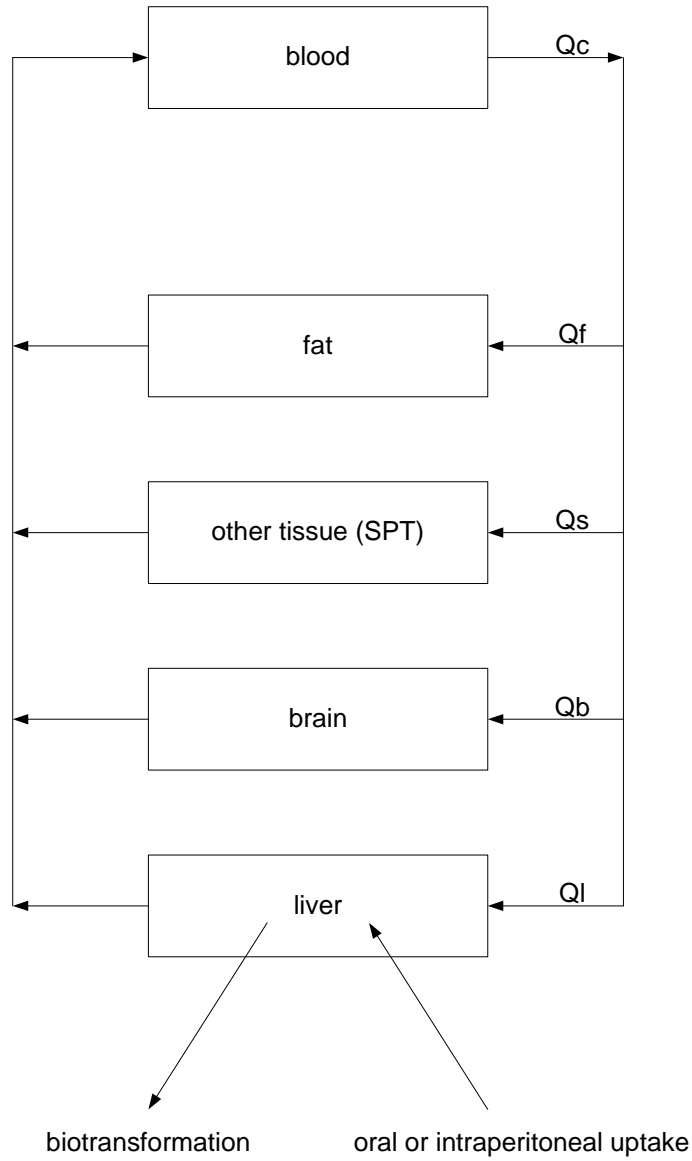 blood
Qc
fat
Qf
other tissue (SPT)
Qs
brain
Qb
liver
Ql
biotransformation
oral or intraperitoneal uptake